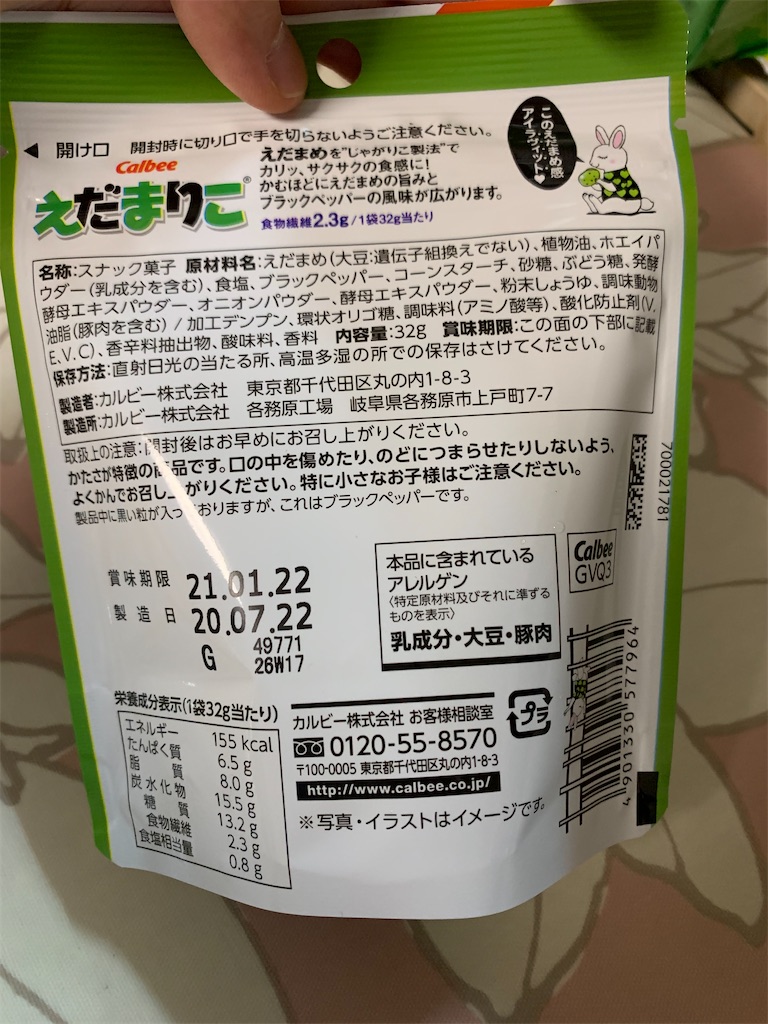 ◀ 開け口 開封時に切り口で手を切らないようご注意ください。
Calbee
えだまりこ®
えだまめを"じゃがりこ製法"で
カリッ、サクサクの食感に!
かむほどにえだまめの旨みと
ブラックペッパーの風味が広がります。
食物繊維2.3g/1袋32g当たり
このえだまめ感
アイラブイット♥
名称:スナック菓子 原材料名:えだまめ(大豆:遺伝子組換えでない)、植物油、ホエイパ
ウダー(乳成分を含む)、食塩、ブラックペッパー、コーンスターチ、砂糖、ぶどう糖、発酵
酵母エキスパウダー、オニオンパウダー、酵母エキスパウダー、粉末しょうゆ、調味動物
油脂(豚肉を含む) / 加工デンプン、環状オリゴ糖、調味料(アミノ酸等)、酸化防止剤(V.
E、V.C)、香辛料抽出物、酸味料、香料 内容量:32g 賞味期限:この面の下部に記載
保存方法:直射日光の当たる所、高温多湿の所での保存はさけてください。
製造者:カルビー株式会社 東京都千代田区丸の内1-8-3
製造所:カルビー株式会社 各務原工場 岐阜県各務原市上戸町7-7
取扱上の注意:開封後はお早めにお召し上がりください。
かたさが特徴の商品です。口の中を傷めたり、のどにつまらせたりしないよう、
よくかんでお召し上がりください。特に小さなお子様はご注意ください。
製品中に黒い粒が入っておりますが、これはブラックペッパーです。
700021781
賞味期限 21.01.22
製造日 20.07.22
G 49771
26W17
本品に含まれている
アレルゲン
〈特定原材料及びそれに準ずる
ものを表示〉
乳成分・大豆・豚肉
Calbee
GVQ3
栄養成分表示(1袋32g当たり)
エネルギー 155 kcal
たんぱく質 6.5 g
脂質 8.0 g
炭水化物 15.5 g
糖質 13.2 g
食物繊維 2.3 g
食塩相当量 0.8 g
カルビー株式会社 お客様相談室
0120-55-8570
〒100-0005 東京都千代田区丸の内1-8-3
http://www.calbee.co.jp/
※写真・イラストはイメージです。
プラ
4 901330 577964